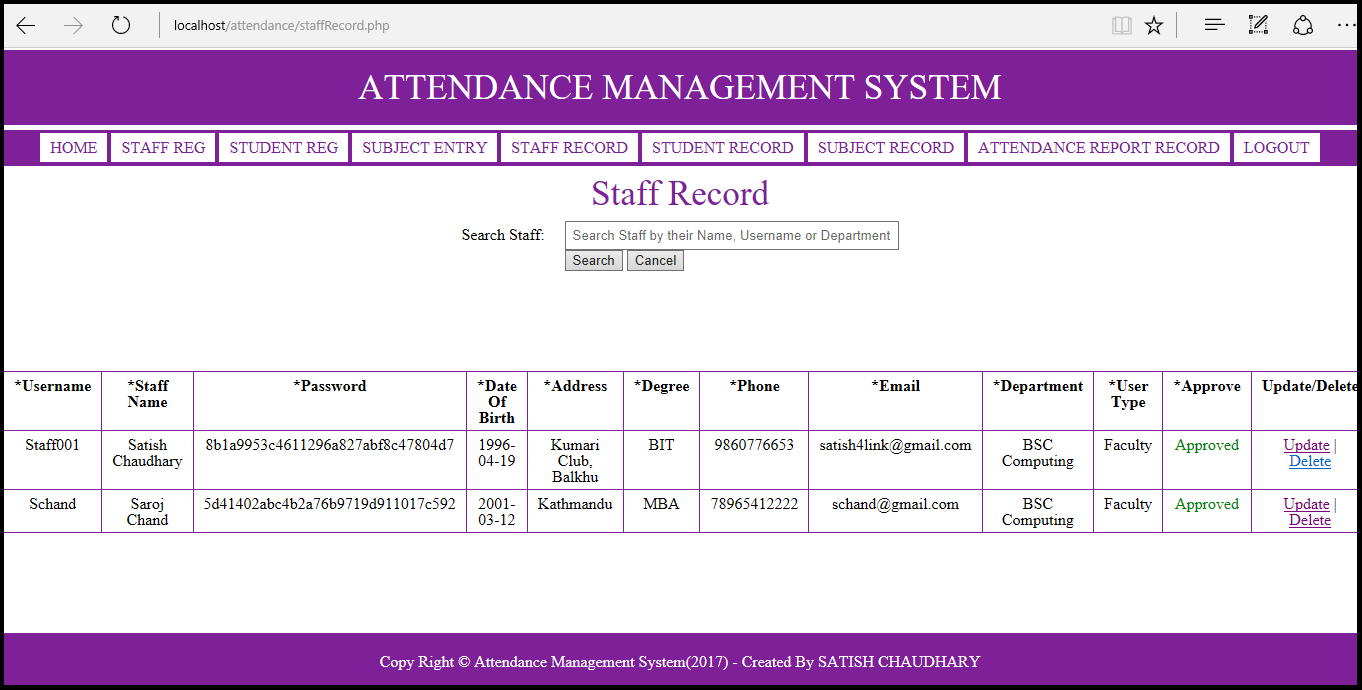 localhost/attendance/staffRecord.php
ATTENDANCE MANAGEMENT SYSTEM
HOME STAFF REG STUDENT REG SUBJECT ENTRY STAFF RECORD STUDENT RECORD SUBJECT RECORD ATTENDANCE REPORT RECORD LOGOUT
Staff Record
Search Staff: Search Staff by their Name, Username or Department
Search Cancel
*Username *Staff Name *Password *Date Of Birth *Address *Degree *Phone *Email *Department *User Type *Approve Update/Delete
Staff001 Satish Chaudhary 8b1a9953c4611296a827abf8c47804d7 1996-04-19 Kumari Club, Balkhu BIT 9860776653 satish4link@gmail.com BSC Computing Faculty Approved Update | Delete
Schand Saroj Chand 5d41402abc4b2a76b9719d911017c592 2001-03-12 Kathmandu MBA 78965412222 schand@gmail.com BSC Computing Faculty Approved Update | Delete
Copy Right © Attendance Management System(2017) - Created By SATISH CHAUDHARY